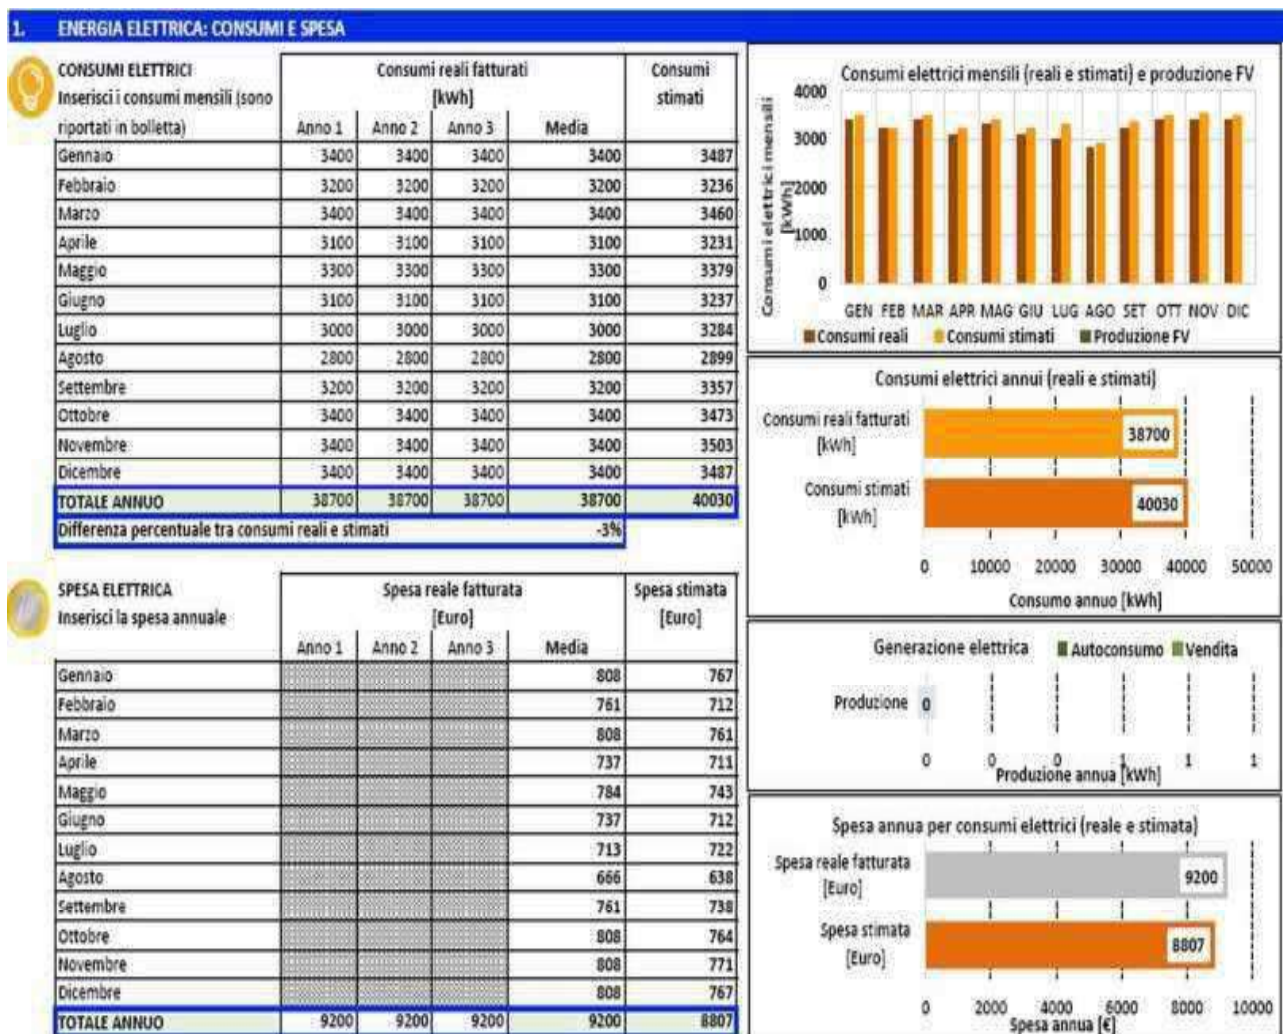 1. ENERGIA ELETTRICA: CONSUMI E SPESA
CONSUMI ELETTRICI
Inserisci i consumi mensili (sono
riportati in bolletta)
Consumi reali fatturati
[kWh]
Consumi
stimati
Anno 1 Anno 2 Anno 3 Media
Gennaio 3400 3400 3400 3400 3487
Febbraio 3200 3200 3200 3200 3236
Marzo 3400 3400 3400 3400 3460
Aprile 3100 3100 3100 3100 3231
Maggio 3300 3300 3300 3300 3379
Giugno 3100 3100 3100 3100 3237
Luglio 3000 3000 3000 3000 3284
Agosto 2800 2800 2800 2800 2899
Settembre 3200 3200 3200 3200 3357
Ottobre 3400 3400 3400 3400 3473
Novembre 3400 3400 3400 3400 3503
Dicembre 3400 3400 3400 3400 3487
TOTALE ANNUO 38700 38700 38700 38700 40030
Differenza percentuale tra consumi reali e stimati -3%
SPESA ELETTRICA
Inserisci la spesa annuale
Spesa reale fatturata
[Euro]
Spesa stimata
[Euro]
Anno 1 Anno 2 Anno 3 Media
Gennaio 808 767
Febbraio 761 712
Marzo 808 761
Aprile 737 711
Maggio 784 743
Giugno 737 712
Luglio 713 722
Agosto 666 638
Settembre 761 738
Ottobre 808 764
Novembre 808 771
Dicembre 808 767
TOTALE ANNUO 9200 9200 9200 9200 8807
Consumi elettrici mensili (reali e stimati) e produzione FV
Consumi elettrici mensili
[kWh]
4000
3000
2000
1000
0
GEN FEB MAR APR MAG GIU LUG AGO SET OTT NOV DIC
Consumi reali Consumi stimati Produzione FV
Consumi elettrici annui (reali e stimati)
Consumi reali fatturati
[kWh]
38700
Consumi stimati
[kWh]
40030
0 10000 20000 30000 40000 50000
Consumo annuo [kWh]
Generazione elettrica Autoconsumo Vendita
Produzione 0
0 0 0 1 1 1
Produzione annua [kWh]
Spesa annua per consumi elettrici (reale e stimata)
Spesa reale fatturata
[Euro]
9200
Spesa stimata
[Euro]
8807
0 2000 4000 6000 8000 10000
Spesa annua [€]